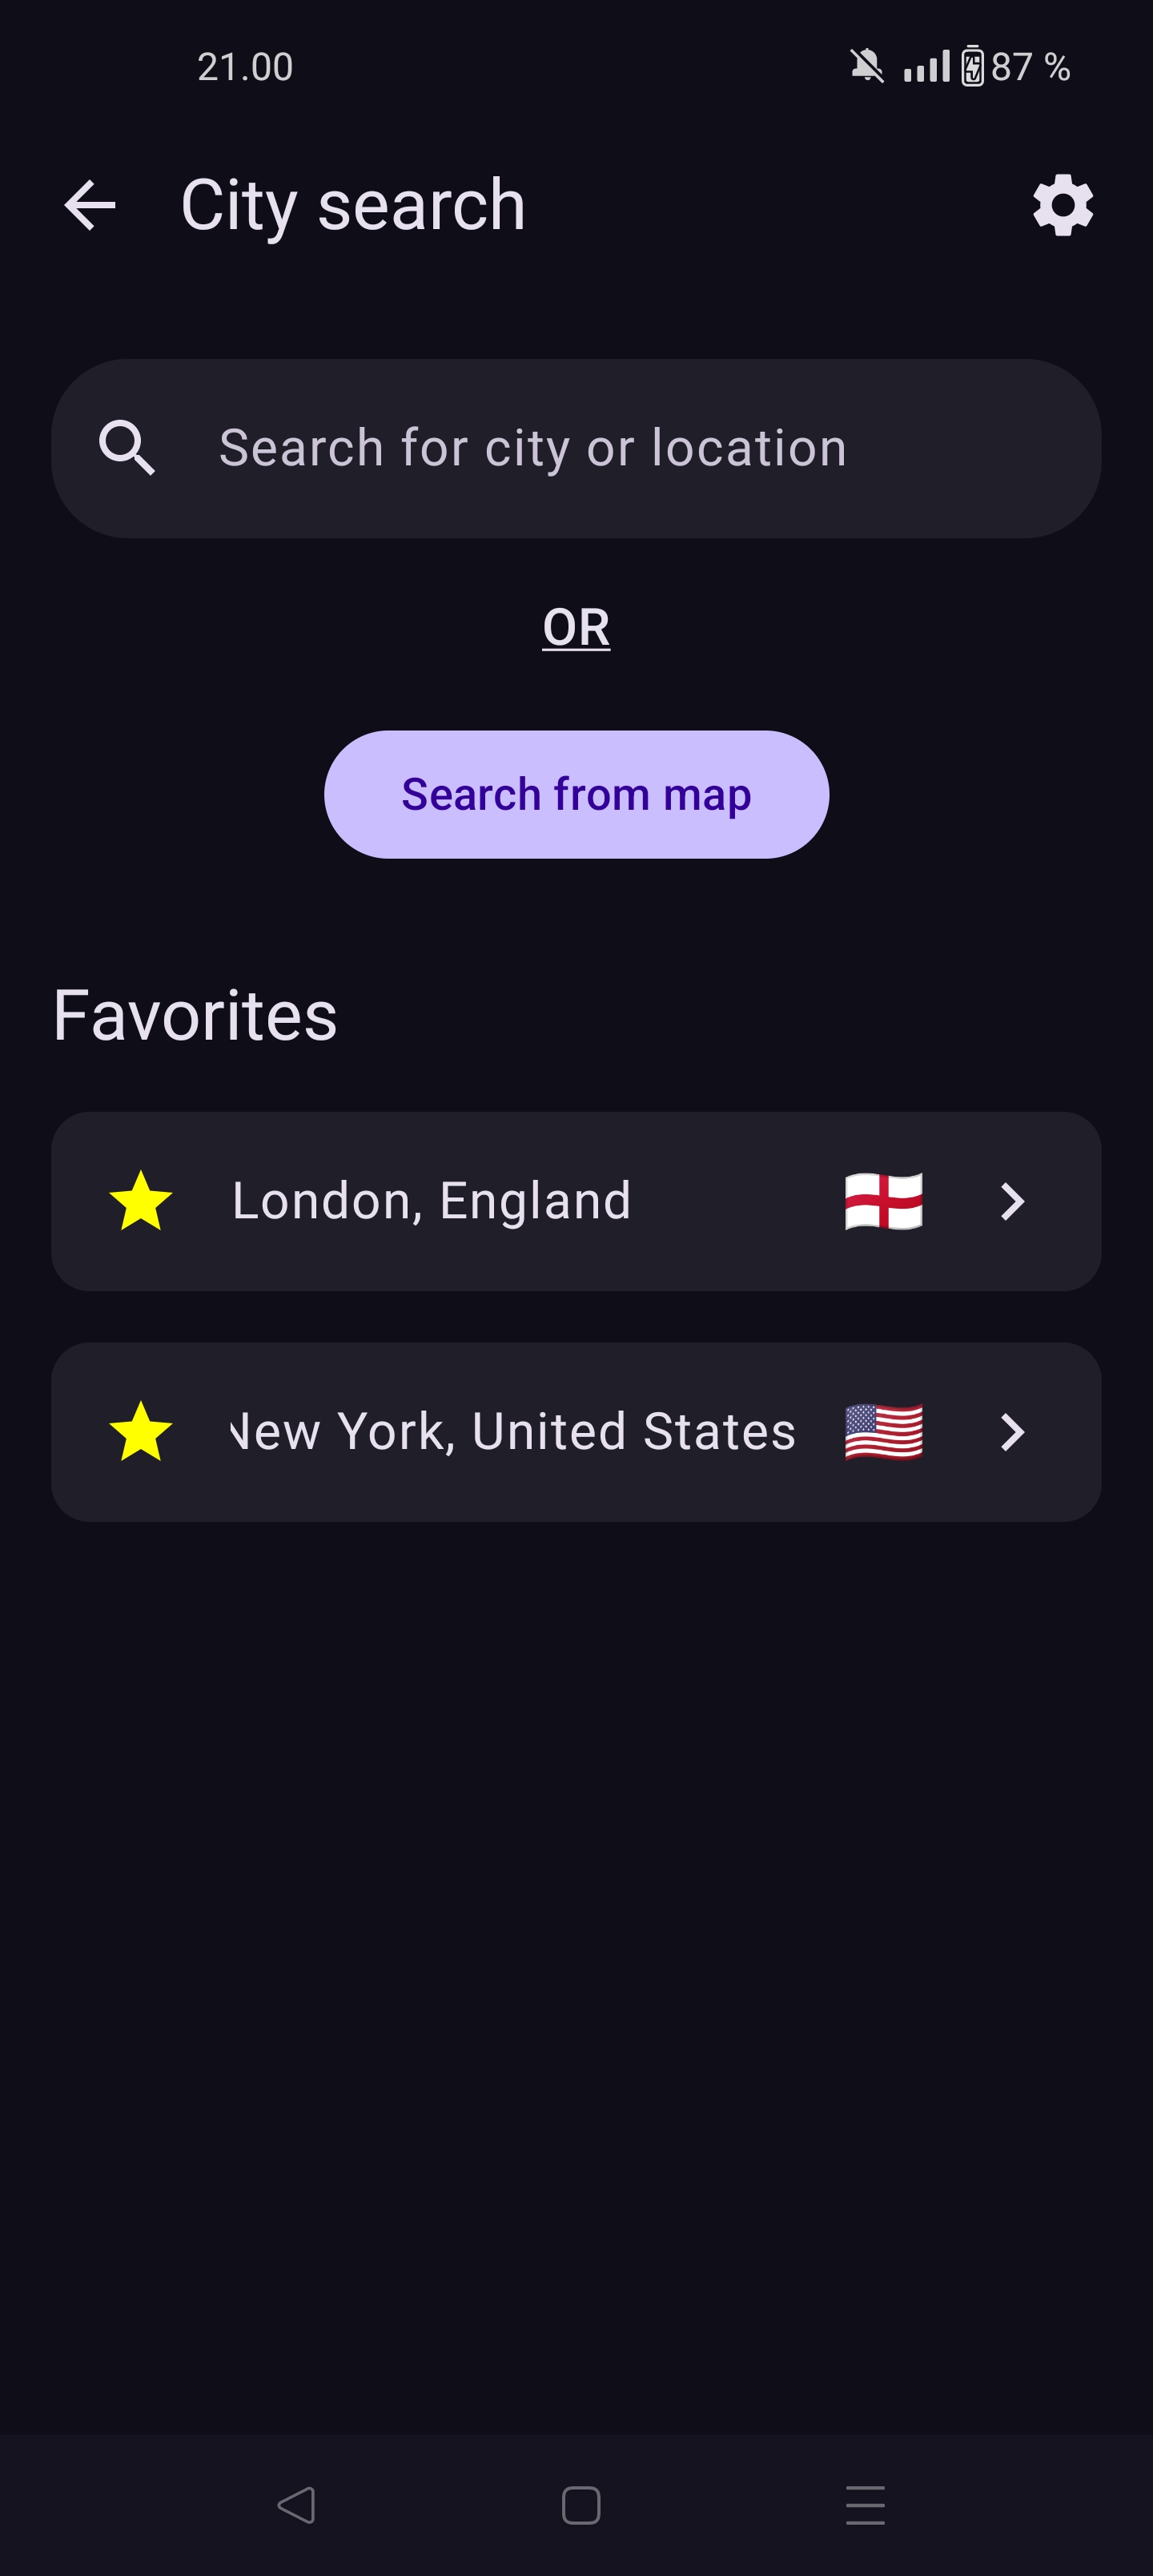 21.00
87 %
City search
Search for city or location
OR
Search from map
Favorites
London, England
New York, United States